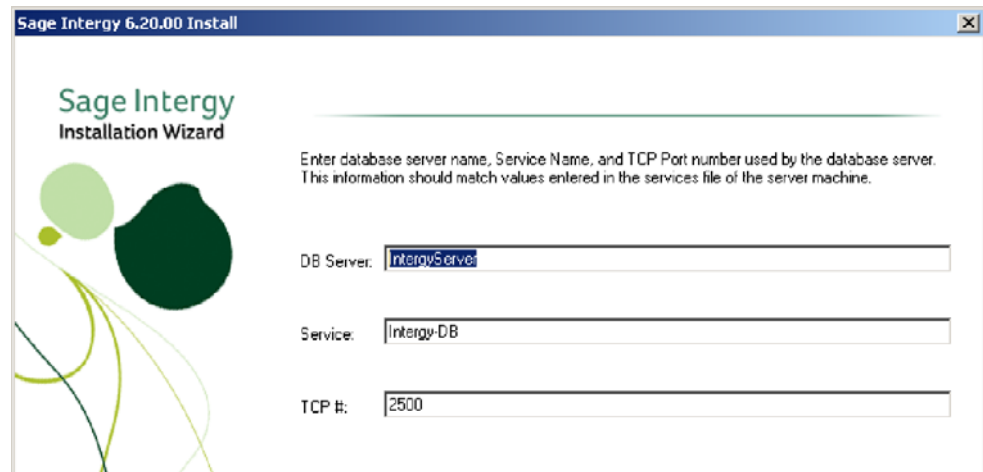 Sage Intergy 6.20.00 Install
Sage Intergy
Installation Wizard
Enter database server name, Service Name, and TCP Port number used by the database server.
This information should match values entered in the services file of the server machine.
DB Server: IntergyServer
Service: Intergy-DB
TCP #: 2500